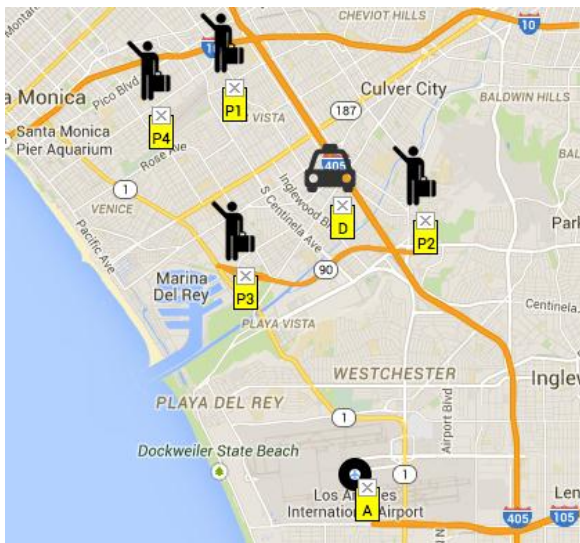 CHEVIOT HILLS
10
10
Pico Blvd
Culver City
BALDWIN HILLS
a Monica
P1
VISTA
187
P4
Santa Monica
Pier Aquarium
Rose Ave
405
1
VENICE
Inglewood B
S Centinela Ave
D
P2
Park
Pacific Ave
Marina
Del Rey
90
P3
Centinela
PLAYA VISTA
WESTCHESTER
Inglew
PLAYA DEL REY
1
Airport Blvd
Dockweiler State Beach
1
Los Angeles
International Airport
A
Len
405
105